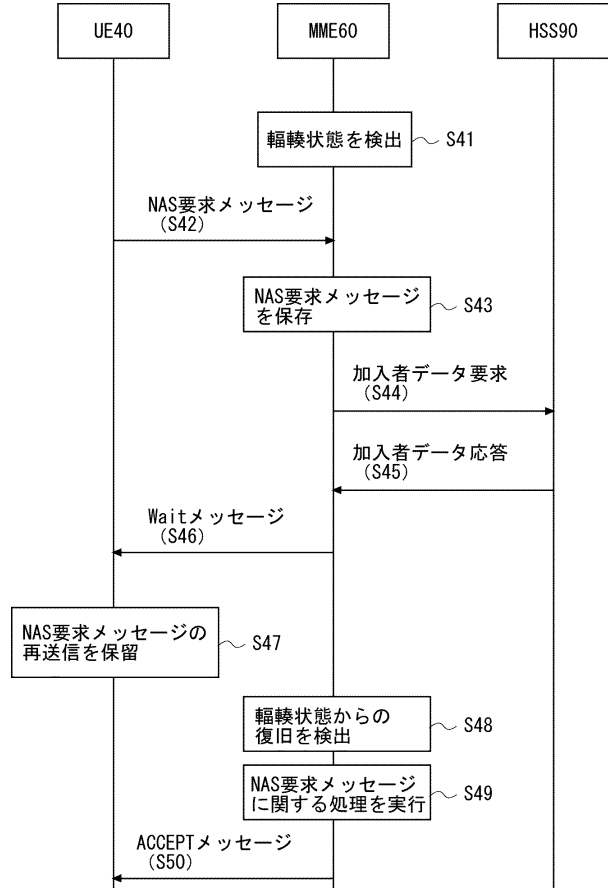 UE40
MME60
HSS90
輻輳状態を検出
S41
NAS要求メッセージ
(S42)
NAS要求メッセージ
を保存
S43
加入者データ要求
(S44)
加入者データ応答
(S45)
Waitメッセージ
(S46)
NAS要求メッセージの
再送信を保留
S47
輻輳状態からの
復旧を検出
S48
NAS要求メッセージ
に関する処理を実行
S49
ACCEPTメッセージ
(S50)